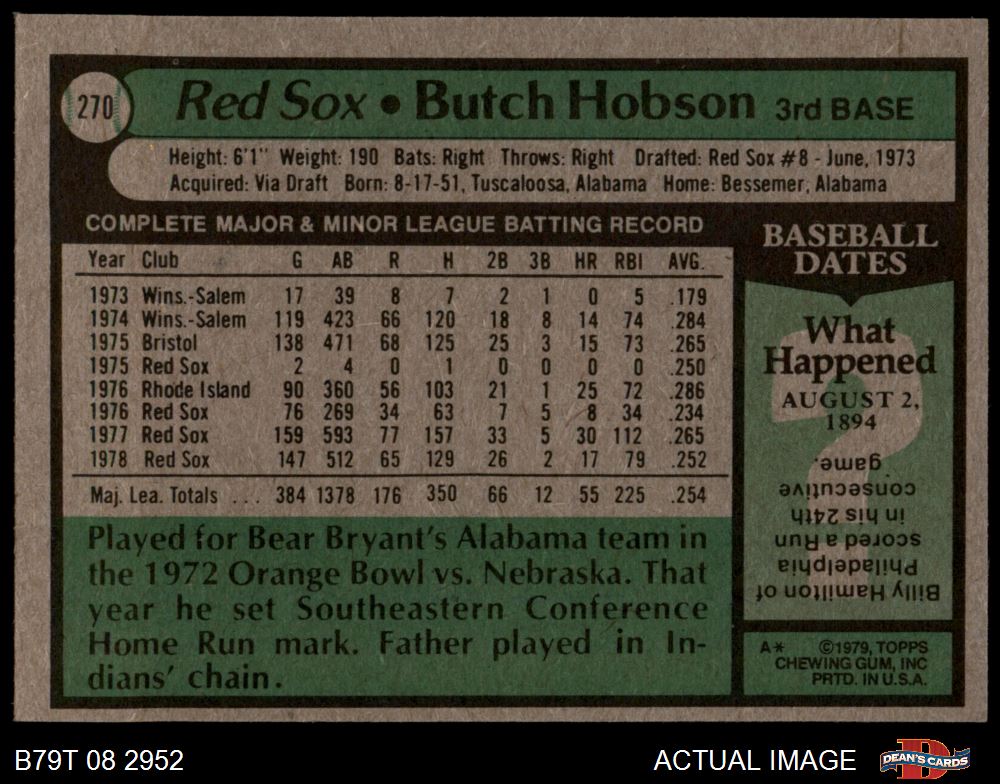 270
Red Sox • Butch Hobson 3rd BASE
Height: 6'1" Weight: 190 Bats: Right Throws: Right Drafted: Red Sox #8 - June, 1973
Acquired: Via Draft Born: 8-17-51, Tuscaloosa, Alabama Home: Bessemer, Alabama
COMPLETE MAJOR & MINOR LEAGUE BATTING RECORD
Year Club G AB R H 2B 3B HR RBI AVG.
1973 Wins.-Salem 17 39 8 7 2 1 0 5 .179
1974 Wins.-Salem 119 423 66 120 18 8 14 74 .284
1975 Bristol 138 471 68 125 25 3 15 73 .265
1975 Red Sox 2 4 0 1 0 0 0 0 .250
1976 Rhode Island 90 360 56 103 21 1 25 72 .286
1976 Red Sox 76 269 34 63 7 5 8 34 .234
1977 Red Sox 159 593 77 157 33 5 30 112 .265
1978 Red Sox 147 512 65 129 26 2 17 79 .252
Maj. Lea. Totals ... 384 1378 176 350 66 12 55 225 .254
Played for Bear Bryant's Alabama team in
the 1972 Orange Bowl vs. Nebraska. That
year he set Southeastern Conference
Home Run mark. Father played in In-
dians' chain.
BASEBALL
DATES
What
Happened
AUGUST 2,
1894
Billy Hamilton of
Philadelphia
scored a Run
in his 24th
consecutive
game.
A* ©1979, TOPPS
CHEWING GUM, INC
PRTD. IN U.S.A.
B79T 08 2952
ACTUAL IMAGE
DEAN'S CARDS